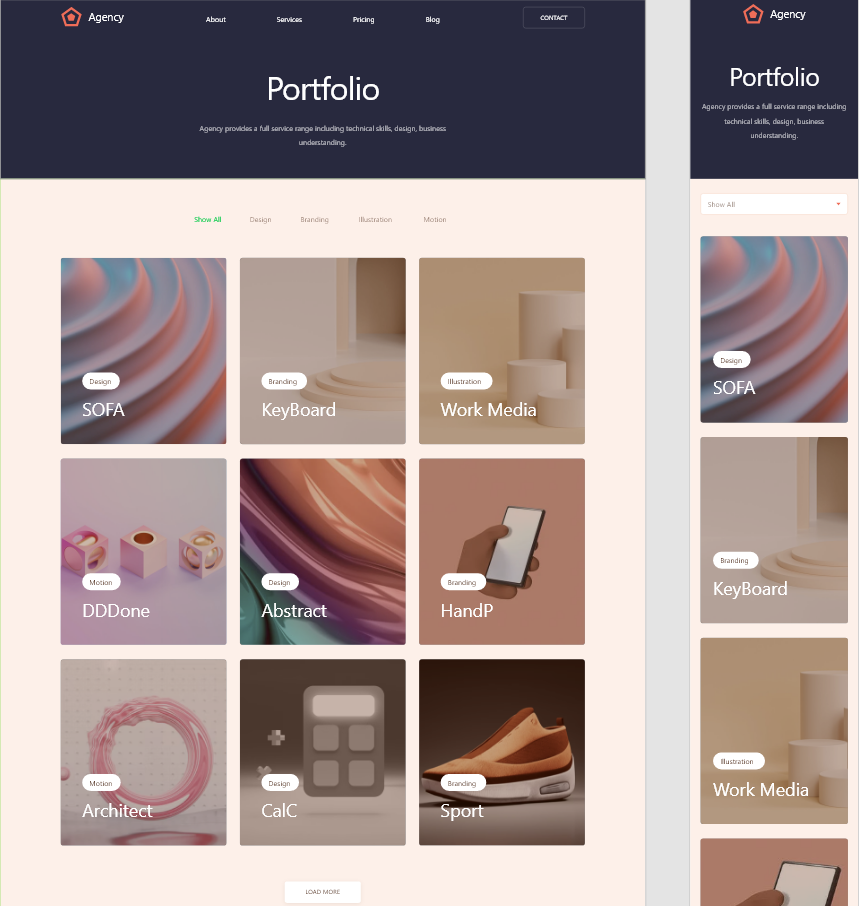 Agency
About
Services
Pricing
Blog
CONTACT
Portfolio
Agency provides a full service range including technical skills, design, business
understanding.
Show All
Design
Branding
Illustration
Motion
Design
SOFA
Branding
KeyBoard
Illustration
Work Media
Motion
DDDone
Design
Abstract
Branding
HandP
Motion
Architect
Design
CalC
Branding
Sport
LOAD MORE
Agency
Portfolio
Agency provides a full service range including
technical skills, design, business
understanding.
Show All
Design
SOFA
Branding
KeyBoard
Illustration
Work Media